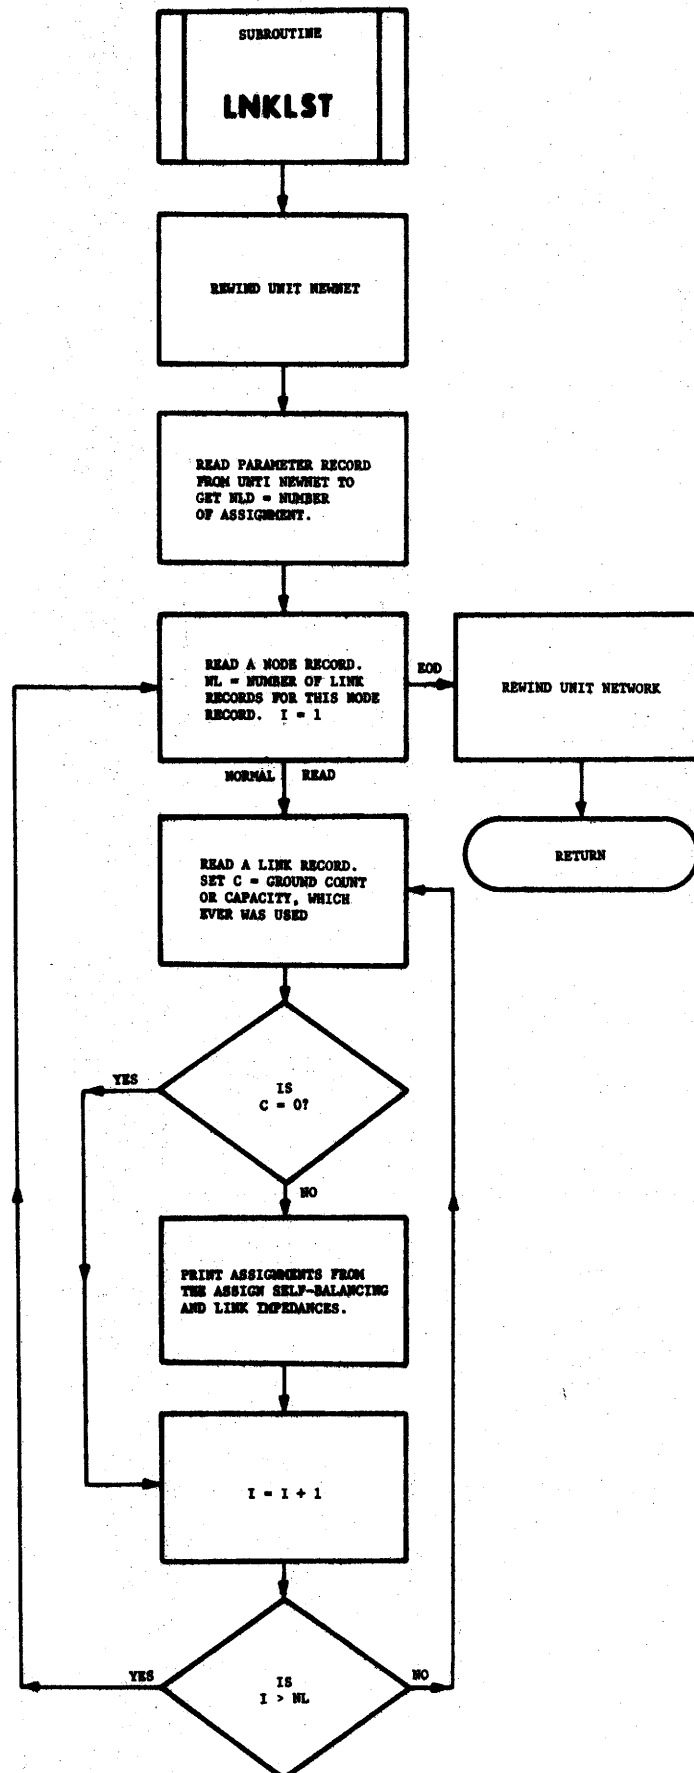 SUBROUTINE
LNKLST
REWIND UNIT NEWNET
READ PARAMETER RECORD
FROM UNTI NEWNET TO
GET NLD = NUMBER
OF ASSIGNMENT.
READ A NODE RECORD.
NL = NUMBER OF LINK
RECORDS FOR THIS NODE
RECORD. I = 1
EOD
REWIND UNIT NETWORK
NORMAL READ
RETURN
READ A LINK RECORD.
SET C = GROUND COUNT
OR CAPACITY, WHICH
EVER WAS USED
YES
IS
C = 0?
NO
PRINT ASSIGNMENTS FROM
THE ASSIGN SELF-BALANCING
AND LINK IMPEDANCES.
I = I + 1
YES
IS
I > NL
NO